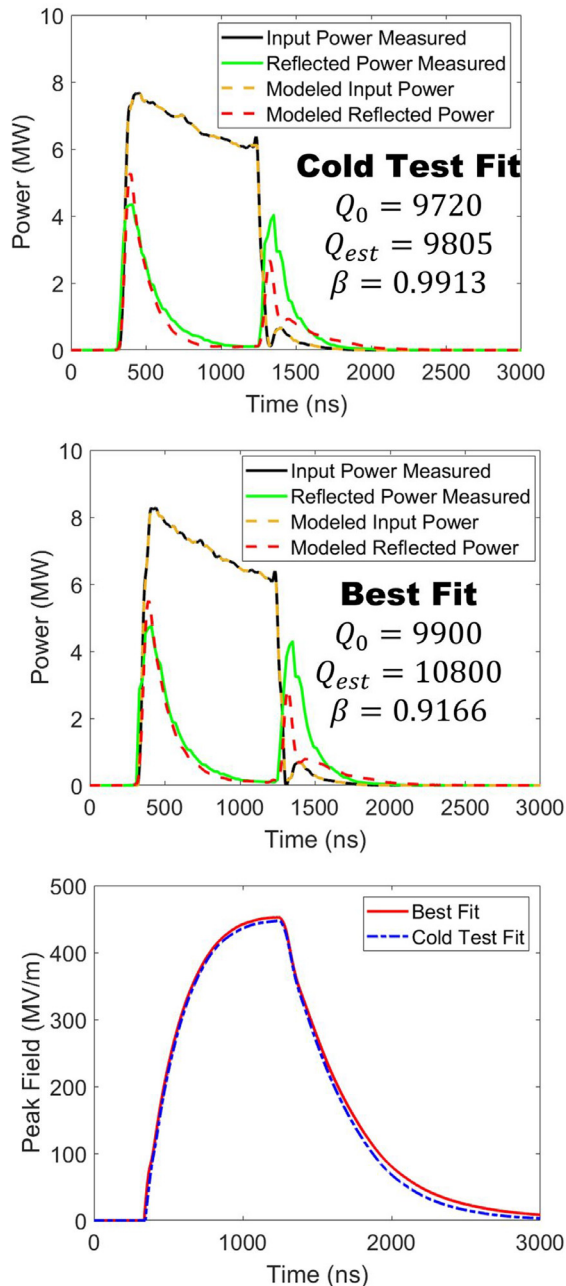 10
8
6
4
2
0
Power (MW)
Input Power Measured
Reflected Power Measured
Modeled Input Power
Modeled Reflected Power
Cold Test Fit
Q₀ = 9720
Qₑₛₜ = 9805
β = 0.9913
0 500 1000 1500 2000 2500 3000
Time (ns)
10
8
6
4
2
0
Power (MW)
Input Power Measured
Reflected Power Measured
Modeled Input Power
Modeled Reflected Power
Best Fit
Q₀ = 9900
Qₑₛₜ = 10800
β = 0.9166
0 500 1000 1500 2000 2500 3000
Time (ns)
500
400
300
200
100
0
Peak Field (MV/m)
Best Fit
Cold Test Fit
0 1000 2000 3000
Time (ns)